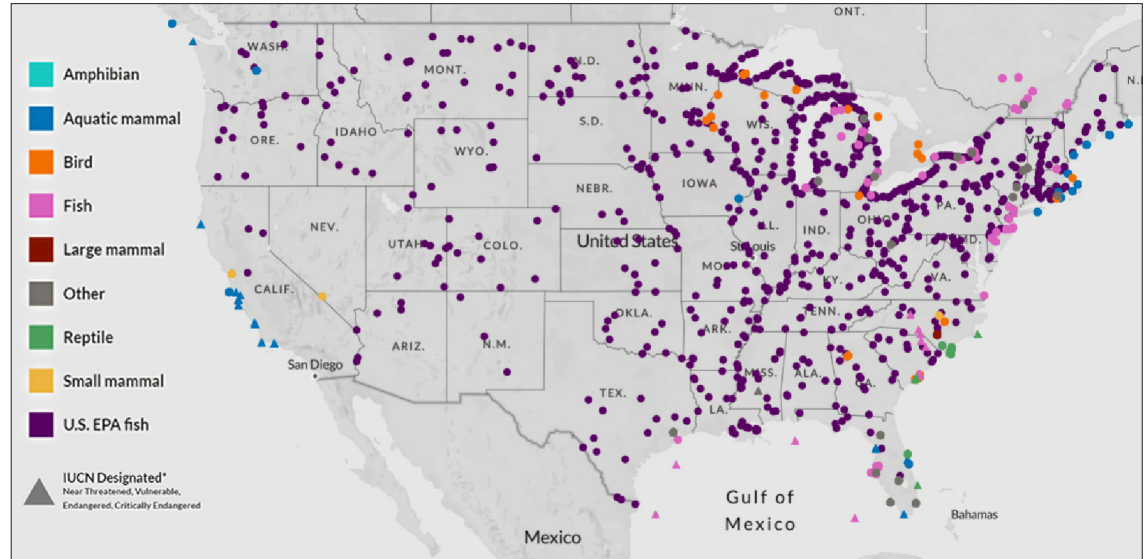 ONT.
WASH.
MONT.
N.D.
MINN.
N.
VT.
ORE.
IDAHO
S.D.
WIS.
WYO.
IOWA
NEBR.
PA.
NEV.
UTAH
COLO.
United States
ILL.
IND.
OHIO
MD.
St. Louis
MO.
KY.
VA.
CALIF.
TENN.
OKLA.
ARK.
ARIZ.
N.M.
San Diego
MISS.
ALA.
GA.
TEX.
LA.
Gulf of
Mexico
Bahamas
Mexico
Amphibian
Aquatic mammal
Bird
Fish
Large mammal
Other
Reptile
Small mammal
U.S. EPA fish
IUCN Designated*
Near Threatened, Vulnerable,
Endangered, Critically Endangered